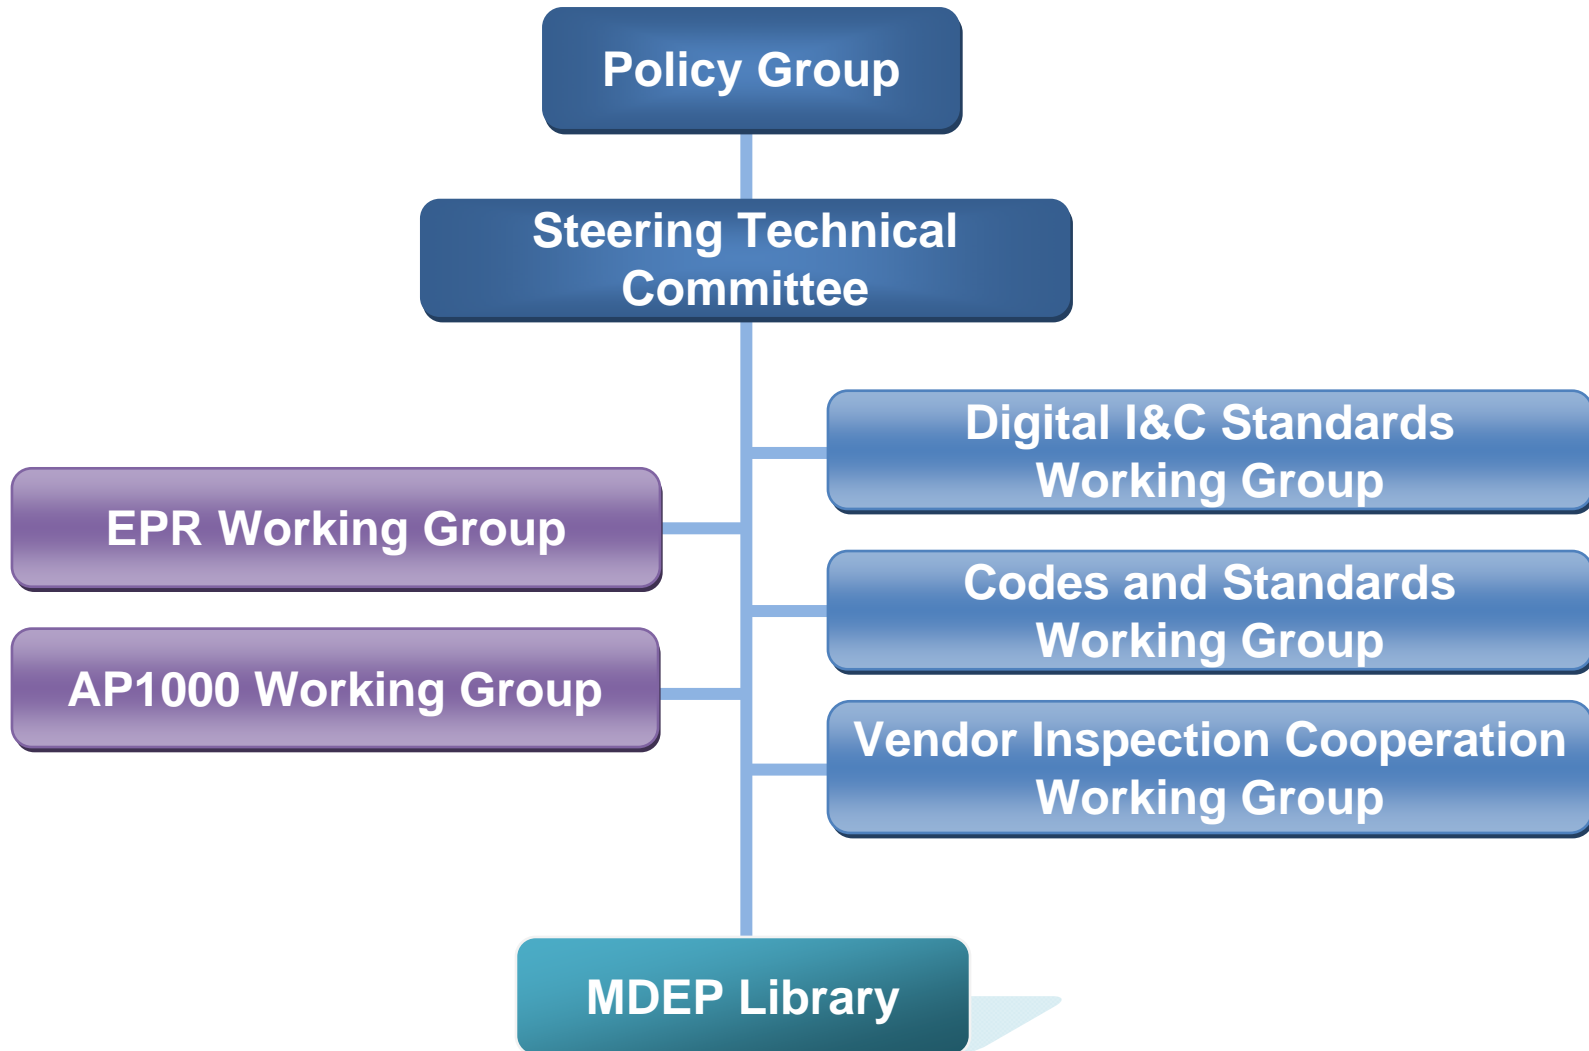 Policy Group
Steering Technical
Committee
Digital I&C Standards
Working Group
EPR Working Group
Codes and Standards
Working Group
AP1000 Working Group
Vendor Inspection Cooperation
Working Group
MDEP Library